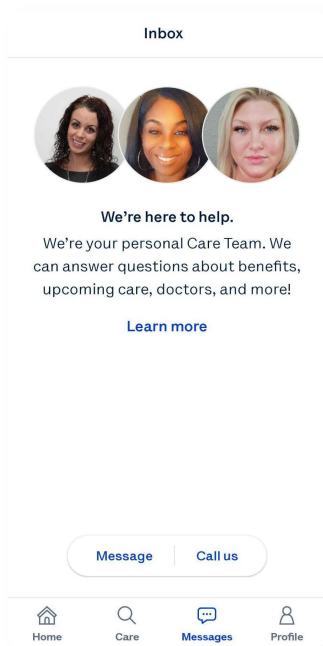 Inbox
We're here to help.
We're your personal Care Team. We
can answer questions about benefits,
upcoming care, doctors, and more!
Learn more
Message
Call us
Home
Care
Messages
Profile